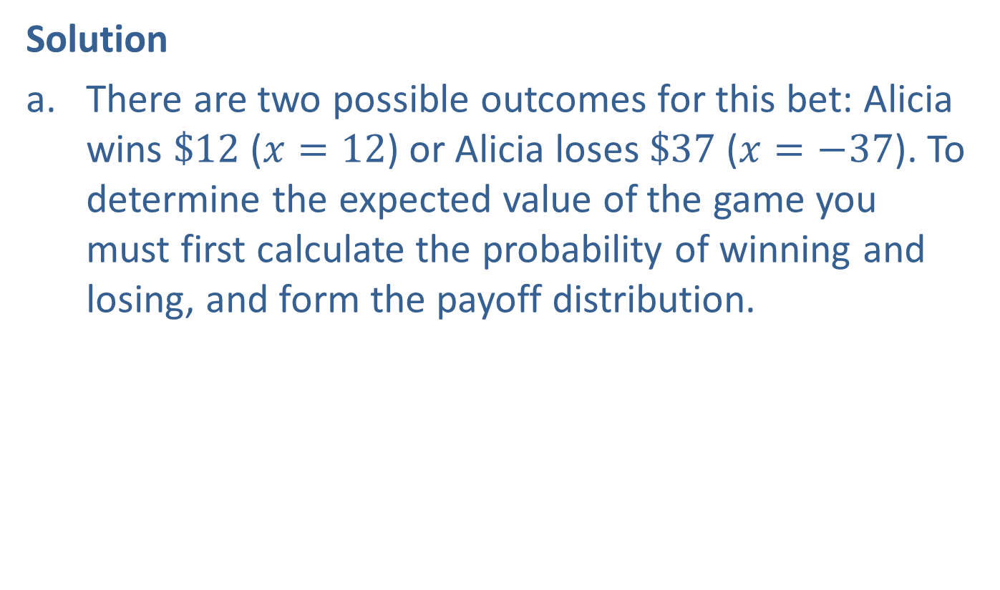 Solution
a. There are two possible outcomes for this bet: Alicia
wins $12 (x = 12) or Alicia loses $37 (x = −37). To
determine the expected value of the game you
must first calculate the probability of winning and
losing, and form the payoff distribution.